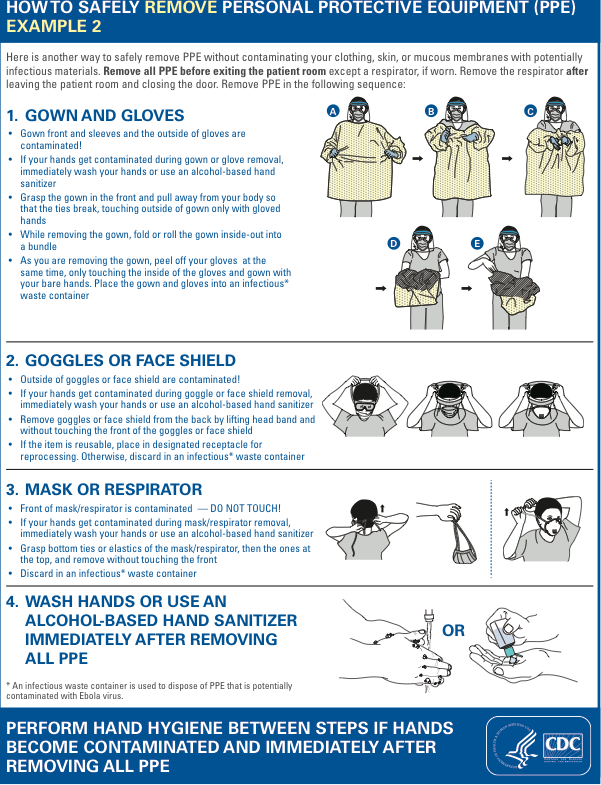 HOW TO SAFELY REMOVE PERSONAL PROTECTIVE EQUIPMENT (PPE)
EXAMPLE 2
Here is another way to safely remove PPE without contaminating your clothing, skin, or mucous membranes with potentially
infectious materials. Remove all PPE before exiting the patient room except a respirator, if worn. Remove the respirator after
leaving the patient room and closing the door. Remove PPE in the following sequence:
1. GOWN AND GLOVES
• Gown front and sleeves and the outside of gloves are
contaminated!
• If your hands get contaminated during gown or glove removal,
immediately wash your hands or use an alcohol-based hand
sanitizer
• Grasp the gown in the front and pull away from your body so
that the ties break, touching outside of gown only with gloved
hands
• While removing the gown, fold or roll the gown inside-out into
a bundle
• As you are removing the gown, peel off your gloves at the
same time, only touching the inside of the gloves and gown with
your bare hands. Place the gown and gloves into an infectious*
waste container
A
B
C
D
E
2. GOGGLES OR FACE SHIELD
• Outside of goggles or face shield are contaminated!
• If your hands get contaminated during goggle or face shield removal,
immediately wash your hands or use an alcohol-based hand sanitizer
• Remove goggles or face shield from the back by lifting head band and
without touching the front of the goggles or face shield
• If the item is reusable, place in designated receptacle for
reprocessing. Otherwise, discard in an infectious* waste container
3. MASK OR RESPIRATOR
• Front of mask/respirator is contaminated — DO NOT TOUCH!
• If your hands get contaminated during mask/respirator removal,
immediately wash your hands or use an alcohol-based hand sanitizer
• Grasp bottom ties or elastics of the mask/respirator, then the ones at
the top, and remove without touching the front
• Discard in an infectious* waste container
4. WASH HANDS OR USE AN
ALCOHOL-BASED HAND SANITIZER
IMMEDIATELY AFTER REMOVING
ALL PPE
OR
* An infectious waste container is used to dispose of PPE that is potentially
contaminated with Ebola virus.
PERFORM HAND HYGIENE BETWEEN STEPS IF HANDS
BECOME CONTAMINATED AND IMMEDIATELY AFTER
REMOVING ALL PPE
CDC